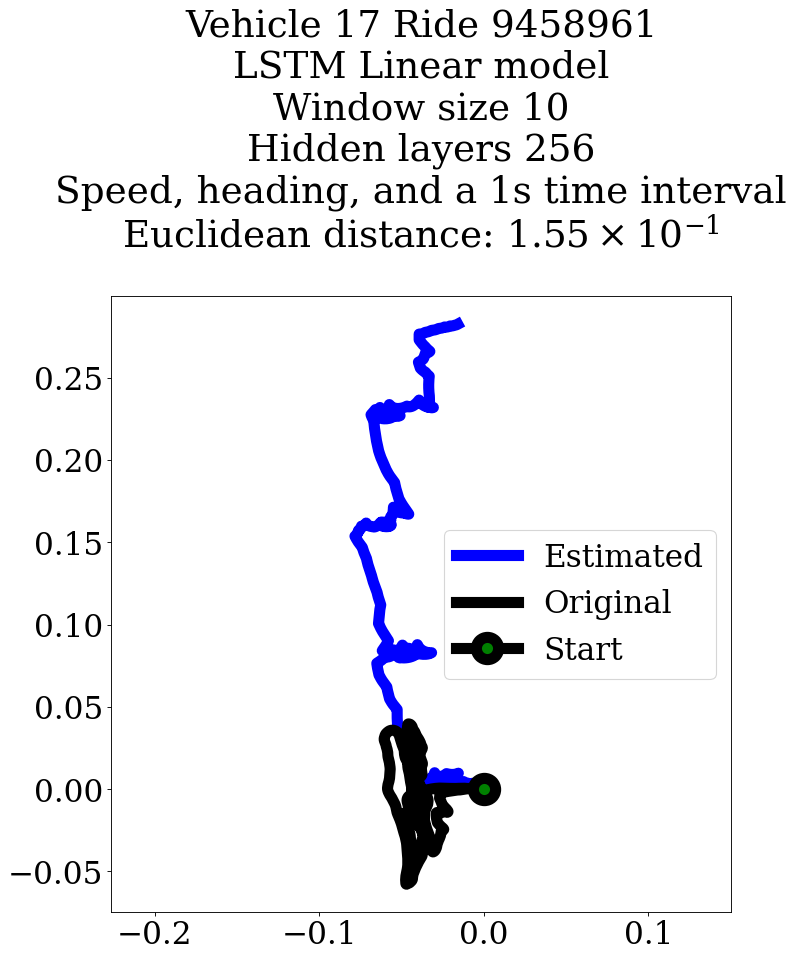 Vehicle 17 Ride 9458961
LSTM Linear model
Window size 10
Hidden layers 256
Speed, heading, and a 1s time interval
Euclidean distance: 1.55 × 10⁻¹
0.25
0.20
0.15
0.10
0.05
0.00
−0.05
Estimated
Original
Start
−0.2 −0.1 0.0 0.1